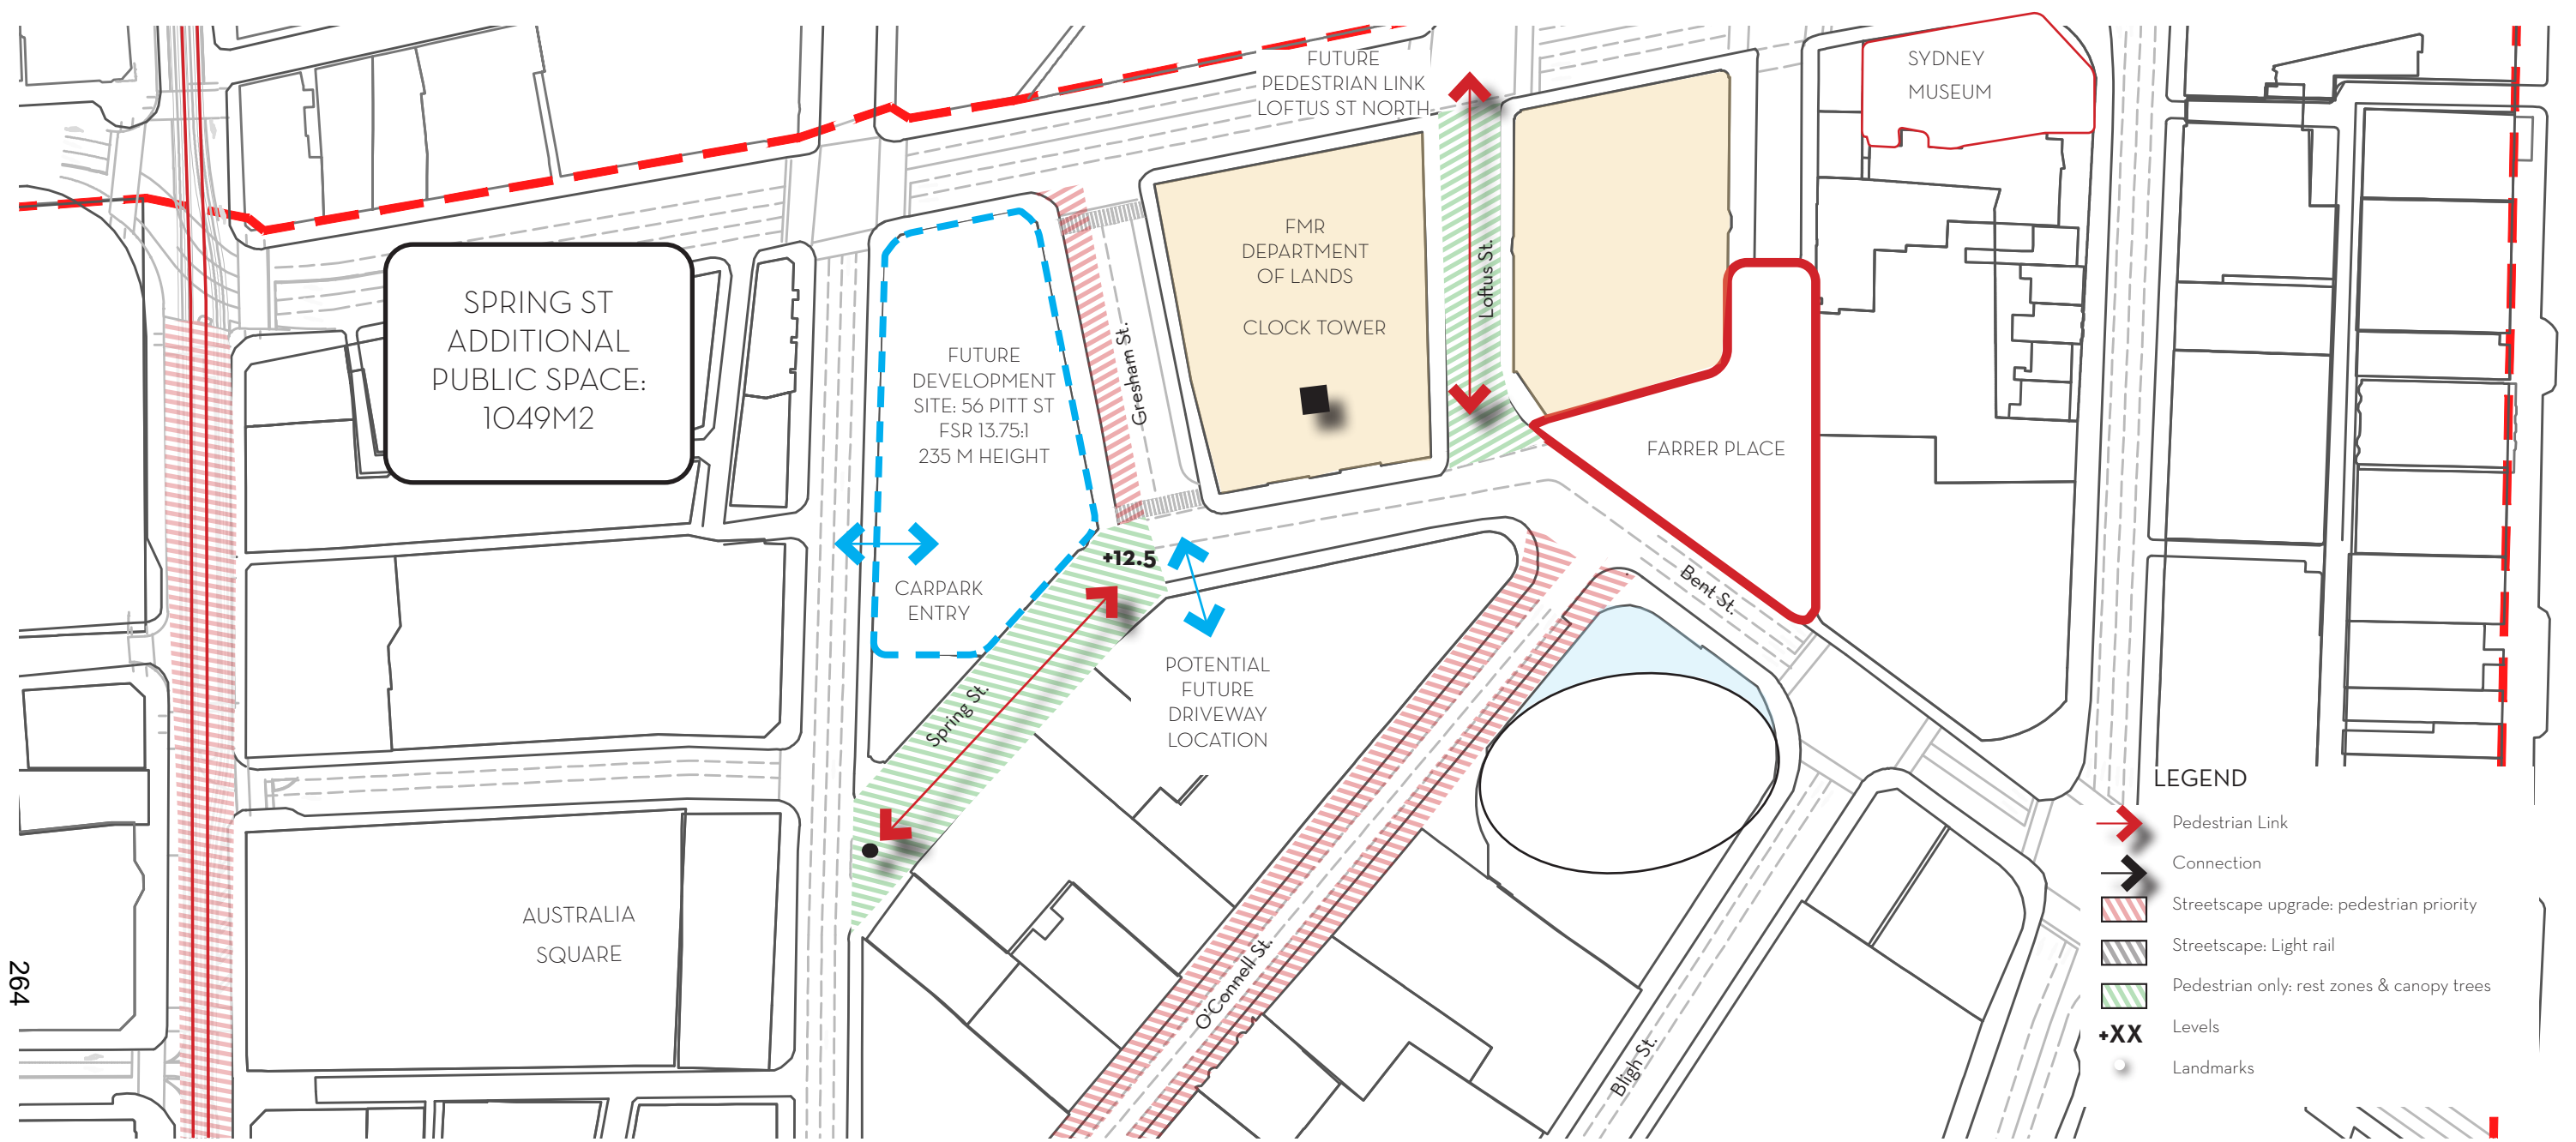 FUTURE
PEDESTRIAN LINK
LOFTUS ST NORTH
SYDNEY
MUSEUM
SPRING ST
ADDITIONAL
PUBLIC SPACE:
1049M2
FMR
DEPARTMENT
OF LANDS
CLOCK TOWER
Loftus St.
Gresham St.
FUTURE
DEVELOPMENT
SITE: 56 PITT ST
FSR 13.75:1
235 M HEIGHT
FARRER PLACE
+12.5
CARPARK
ENTRY
Bent St.
POTENTIAL
FUTURE
DRIVEWAY
LOCATION
Spring St.
AUSTRALIA
SQUARE
O'Connell St.
Bligh St.
264
LEGEND
Pedestrian Link
Connection
Streetscape upgrade: pedestrian priority
Streetscape: Light rail
Pedestrian only: rest zones & canopy trees
+XX Levels
Landmarks